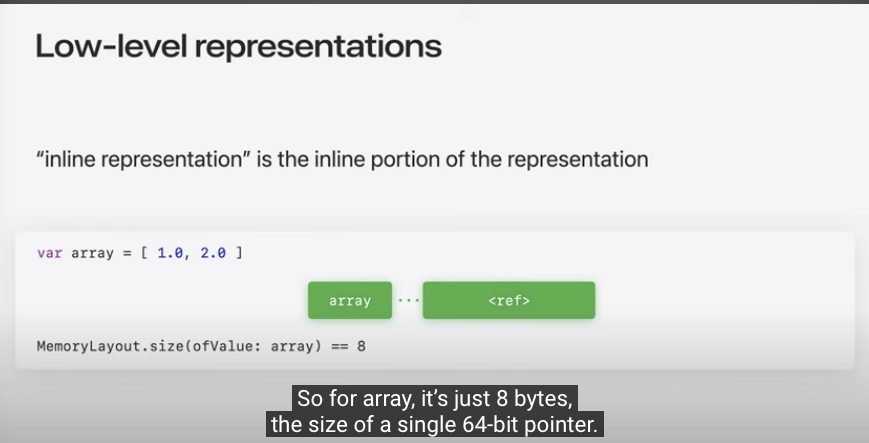 Low-level representations
“inline representation” is the inline portion of the representation
var array = [ 1.0, 2.0 ]
array ··· <ref>
MemoryLayout.size(ofValue: array) == 8
So for array, it’s just 8 bytes,
the size of a single 64-bit pointer.